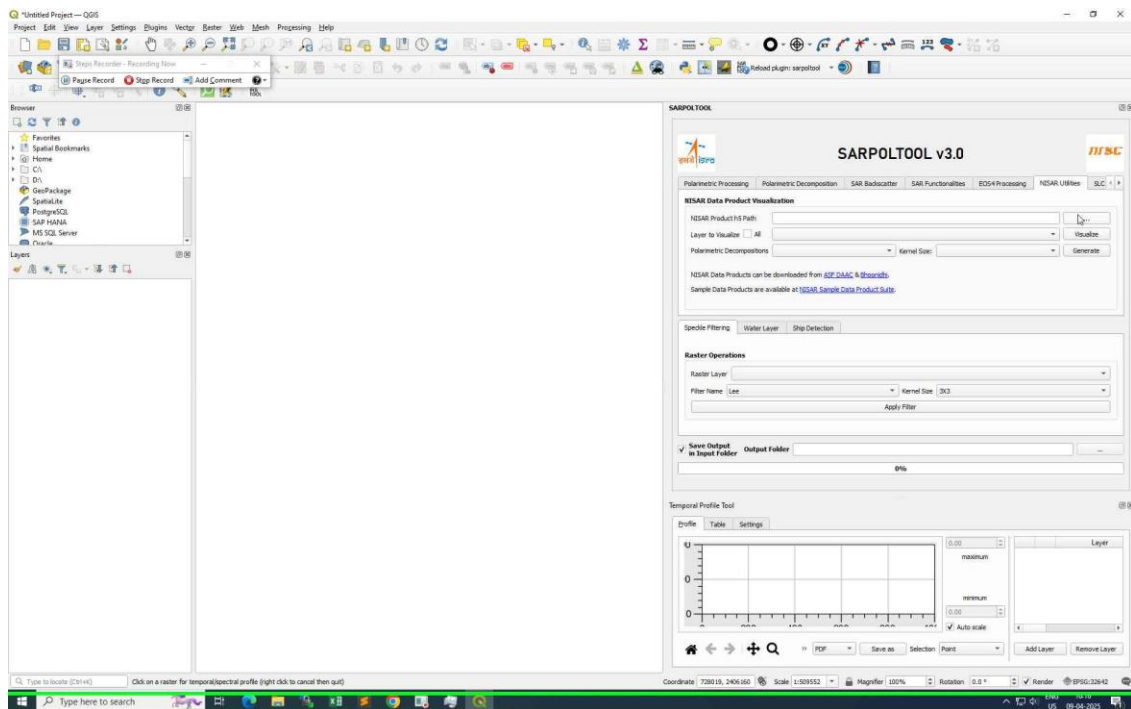 *Untitled Project — QGIS
Project Edit View Layer Settings Plugins Vector Raster Web Mesh Processing Help
Steps Recorder - Recording Now
Reload plugin: sarpoltool
Pause Record Stop Record Add Comment
Browser
Favorites
Spatial Bookmarks
Home
C:\
D:\
GeoPackage
SpatiaLite
PostgreSQL
SAP HANA
MS SQL Server
Oracle
Layers
SARPOLTOOL
इसरो isro
SARPOLTOOL v3.0
nrsc
Polarimetric Processing Polarimetric Decomposition SAR Backscatter SAR Functionalities EOS4 Processing NISAR Utilities SLC
NISAR Data Product Visualization
NISAR Product h5 Path
Layer to Visualize All Visualize
Polarimetric Decompositions Kernel Size: Generate
NISAR Data Products can be downloaded from ASF DAAC & Bhoonidhi.
Sample Data Products are available at NISAR Sample Data Product Suite.
Speckle Filtering Water Layer Ship Detection
Raster Operations
Raster Layer
Filter Name Lee Kernel Size 3X3
Apply Filter
Save Output in Input Folder Output Folder ...
0%
Temporal Profile Tool
Profile Table Settings
0.00
maximum
minimum
0.00
Auto scale
Layer
PDF Save as Selection Point Add Layer Remove Layer
Type to locate (Ctrl+K) Click on a raster for temporal/spectral profile (right click to cancel then quit) Coordinate 728019, 2406160 Scale 1:509552 Magnifier 100% Rotation 0.0 ° Render EPSG:32642
Type here to search
ENG
US 09-04-2025